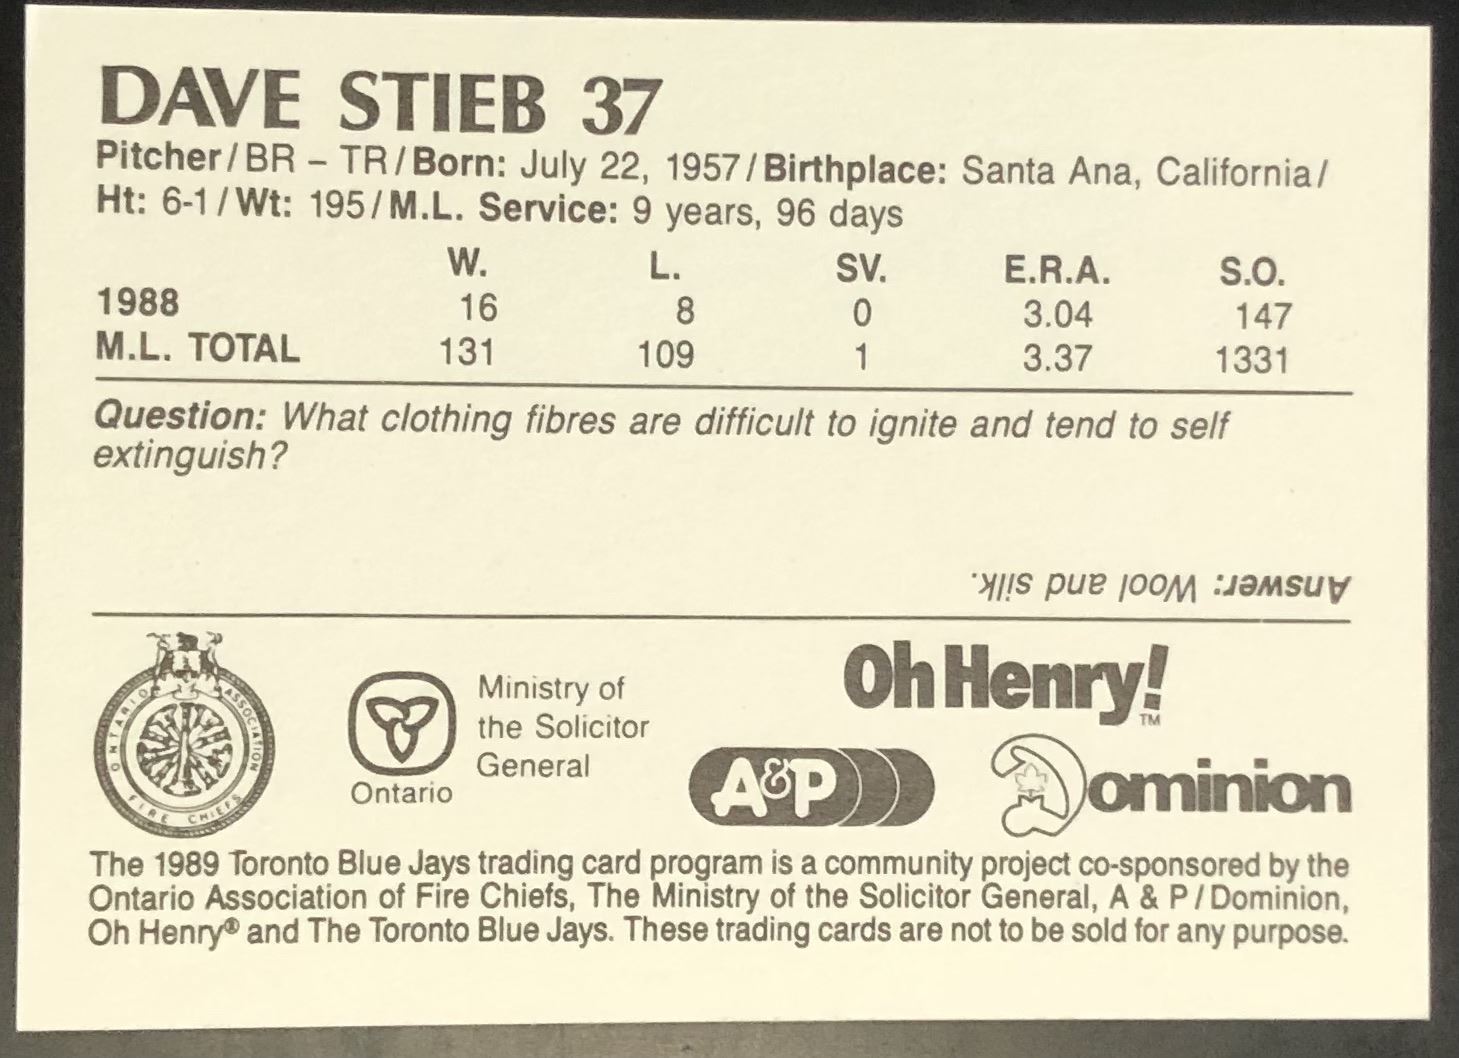 DAVE STIEB 37
Pitcher/BR – TR/Born: July 22, 1957/Birthplace: Santa Ana, California/
Ht: 6-1/Wt: 195/M.L. Service: 9 years, 96 days
W. L. SV. E.R.A. S.O.
1988 16 8 0 3.04 147
M.L. TOTAL 131 109 1 3.37 1331
Question: What clothing fibres are difficult to ignite and tend to self
extinguish?
Answer: Wool and silk.
ONTARIO ASSOCIATION
FIRE CHIEFS
Ontario
Ministry of
the Solicitor
General
Oh Henry!™
A&P
Dominion
The 1989 Toronto Blue Jays trading card program is a community project co-sponsored by the
Ontario Association of Fire Chiefs, The Ministry of the Solicitor General, A & P/Dominion,
Oh Henry® and The Toronto Blue Jays. These trading cards are not to be sold for any purpose.